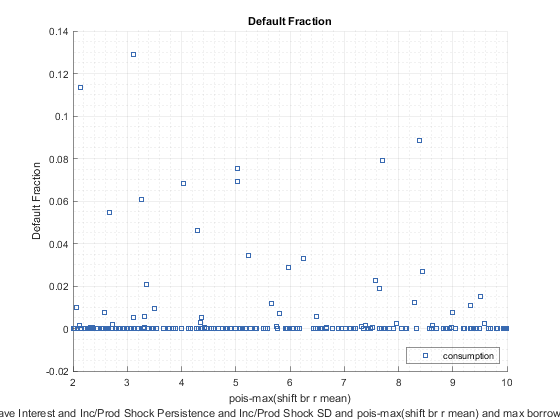 Default Fraction
0.14
0.12
0.1
0.08
0.06
0.04
0.02
0
-0.02
Default Fraction
2 3 4 5 6 7 8 9 10
consumption
pois-max(shift br r mean)
ave Interest and Inc/Prod Shock Persistence and Inc/Prod Shock SD and pois-max(shift br r mean) and max borrow